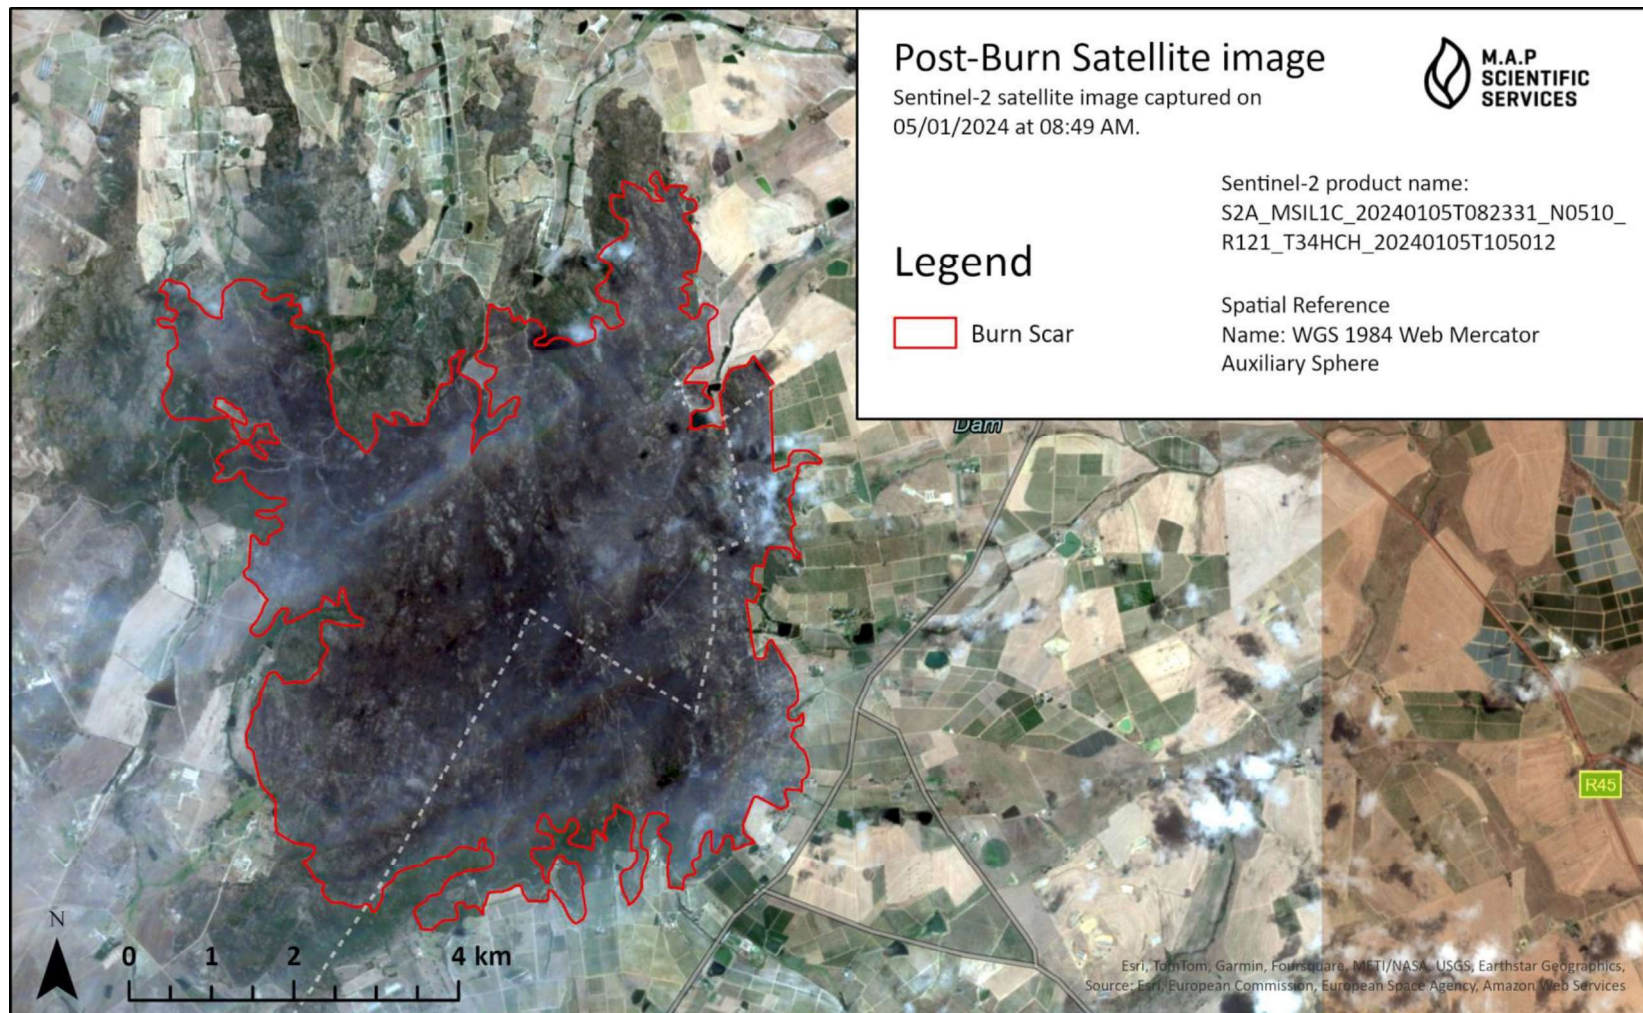 Post-Burn Satellite image
Sentinel-2 satellite image captured on
05/01/2024 at 08:49 AM.
M.A.P
SCIENTIFIC
SERVICES
Sentinel-2 product name:
S2A_MSIL1C_20240105T082331_N0510_
R121_T34HCH_20240105T105012
Legend
Burn Scar
Spatial Reference
Name: WGS 1984 Web Mercator
Auxiliary Sphere
Dam
R45
N
0 1 2 4 km
Esri, TomTom, Garmin, Foursquare, METI/NASA, USGS, Earthstar Geographics,
Source: Esri, European Commission, European Space Agency, Amazon Web Services